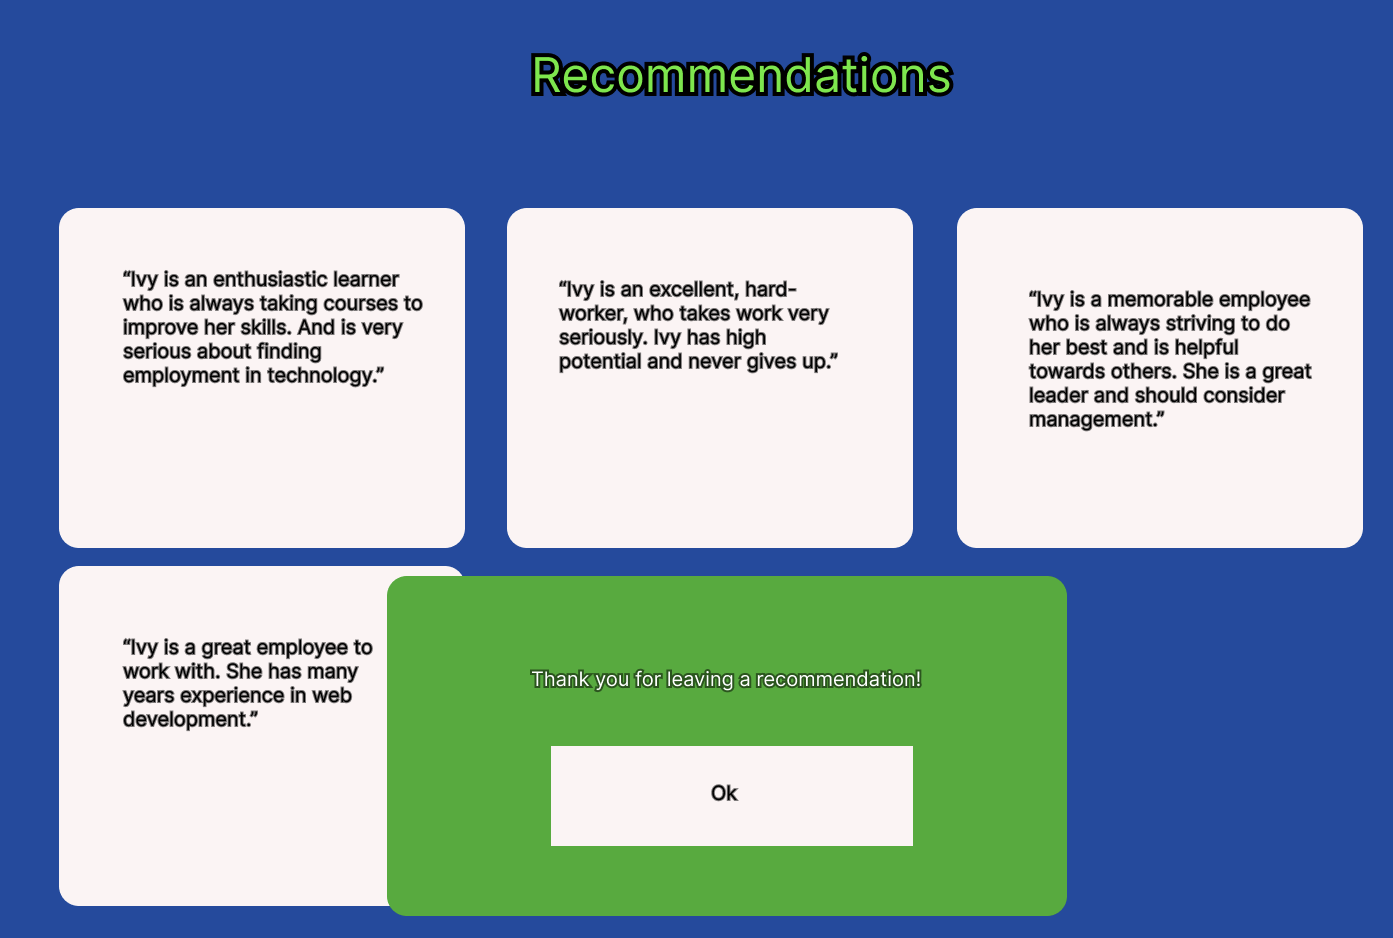 Recommendations
“Ivy is an enthusiastic learner
who is always taking courses to
improve her skills. And is very
serious about finding
employment in technology.”
“Ivy is an excellent, hard-
worker, who takes work very
seriously. Ivy has high
potential and never gives up.”
“Ivy is a memorable employee
who is always striving to do
her best and is helpful
towards others. She is a great
leader and should consider
management.”
“Ivy is a great employee to
work with. She has many
years experience in web
development.”
Thank you for leaving a recommendation!
Ok